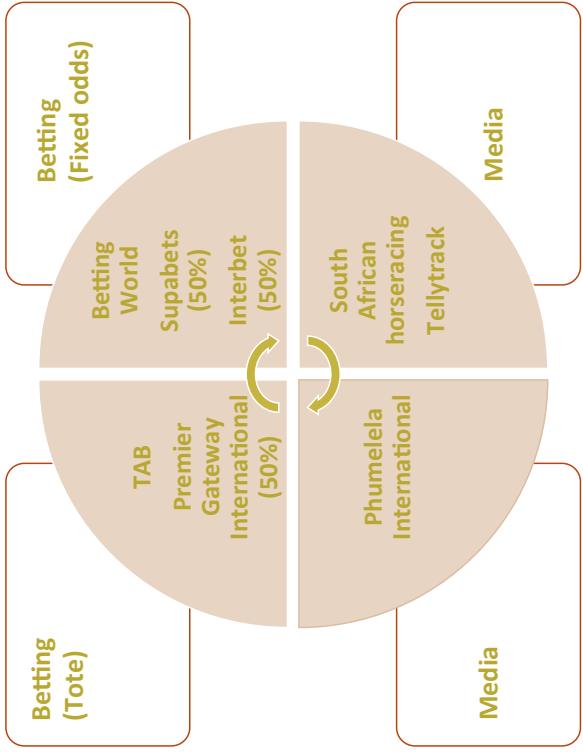 Betting
(Tote)
Betting
(Fixed odds)
TAB
Premier
Gateway
International
(50%)
Betting
World
Supabets
(50%)
Interbet
(50%)
Phumelela
International
South
African
horseracing
Tellytrack
Media
Media